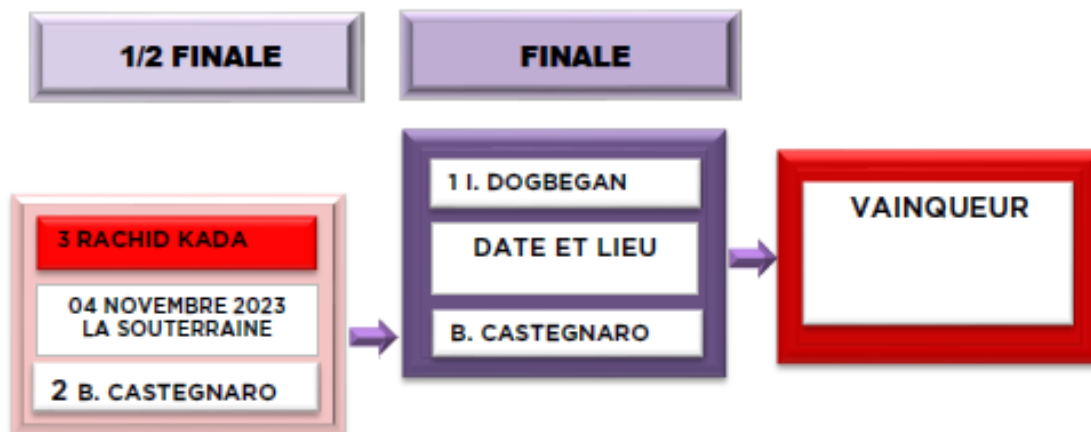 1/2 FINALE
FINALE
3 RACHID KADA
04 NOVEMBRE 2023
LA SOUTERRAINE
2 B. CASTEGNARO
1 I. DOGBEGAN
DATE ET LIEU
B. CASTEGNARO
VAINQUEUR